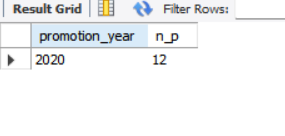 Result Grid Filter Rows:
promotion_year n_p
2020 12